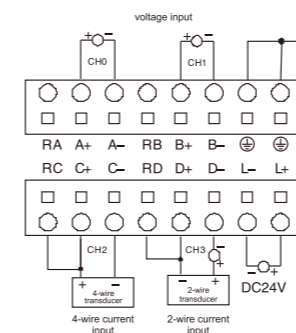 voltage input
+ − + −
CH0 CH1
RA A+ A− RB B+ B− ⏚ ⏚
RC C+ C− RD D+ D− L− L+
CH2 CH3 −
+
+ − − + − +
4-wire
transducer
2-wire
transducer
DC24V
4-wire current
input
2-wire current
input